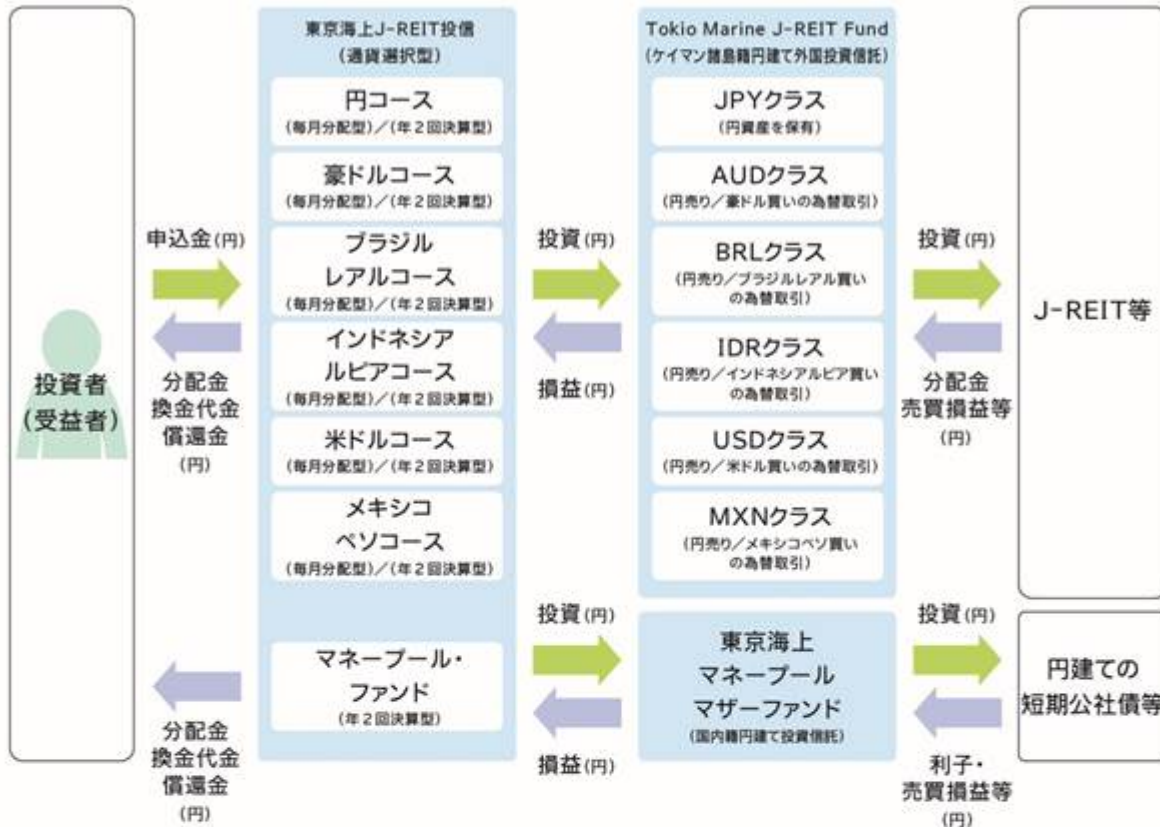 投資者
(受益者)
申込金(円)
分配金
換金代金
償還金
(円)
分配金
換金代金
償還金
(円)
東京海上J-REIT投信
(通貨選択型)
円コース
(毎月分配型)/(年2回決算型)
豪ドルコース
(毎月分配型)/(年2回決算型)
ブラジル
レアルコース
(毎月分配型)/(年2回決算型)
インドネシア
ルピアコース
(毎月分配型)/(年2回決算型)
米ドルコース
(毎月分配型)/(年2回決算型)
メキシコ
ペソコース
(毎月分配型)/(年2回決算型)
マネープール・
ファンド
(年2回決算型)
投資(円)
損益(円)
投資(円)
損益(円)
Tokio Marine J-REIT Fund
(ケイマン諸島籍円建て外国投資信託)
JPYクラス
(円資産を保有)
AUDクラス
(円売り/豪ドル買いの為替取引)
BRLクラス
(円売り/ブラジルレアル買い
の為替取引)
IDRクラス
(円売り/インドネシアルピア買い
の為替取引)
USDクラス
(円売り/米ドル買いの為替取引)
MXNクラス
(円売り/メキシコペソ買い
の為替取引)
東京海上
マネープール
マザーファンド
(国内籍円建て投資信託)
投資(円)
分配金
売買損益等
(円)
投資(円)
利子・
売買損益等
(円)
J-REIT等
円建ての
短期公社債等